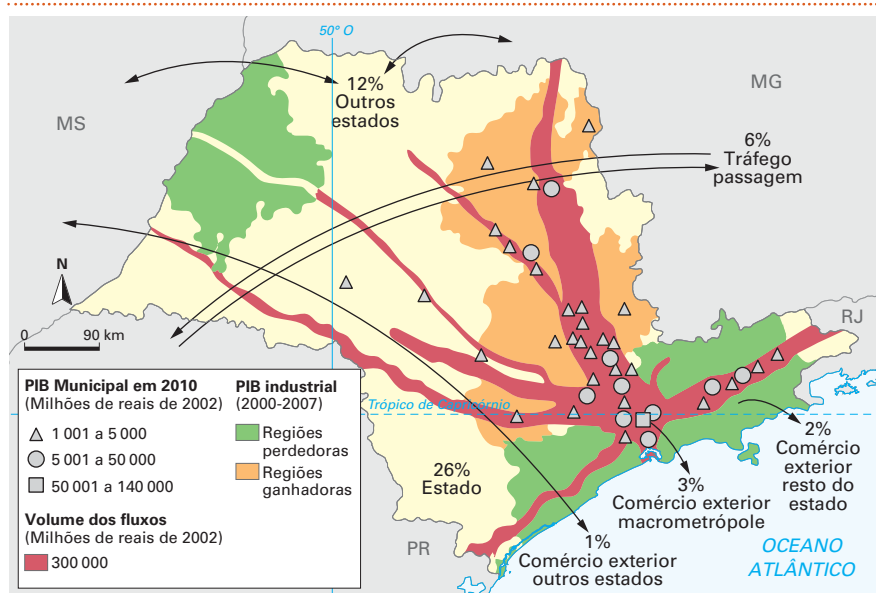 50° O
12%
Outros
estados
MS
MG
6%
Tráfego
passagem
N
0 90 km
RJ
PIB Municipal em 2010
(Milhões de reais de 2002)
1 001 a 5 000
5 001 a 50 000
50 001 a 140 000
Volume dos fluxos
(Milhões de reais de 2002)
300 000
PIB industrial
(2000-2007)
Regiões
perdedoras
Regiões
ganhadoras
Trópico de Capricórnio
26%
Estado
2%
Comércio
exterior
resto do
estado
3%
Comércio exterior
macrometrópole
1%
Comércio exterior
outros estados
PR
OCEANO
ATLÂNTICO